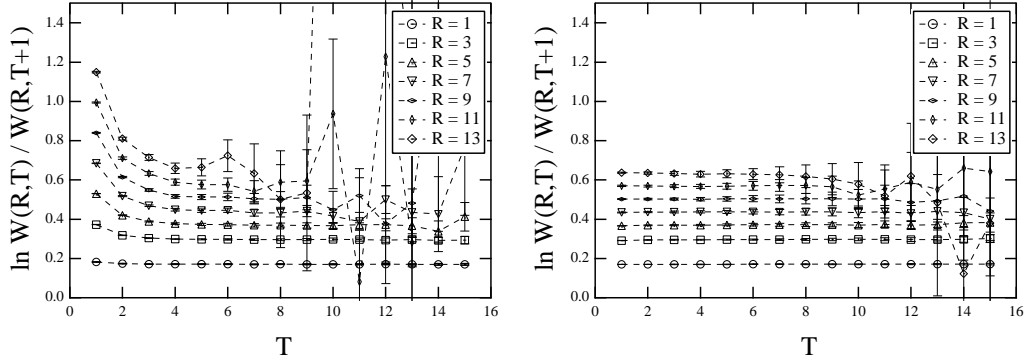 ln W(R,T) / W(R,T+1)
1.4
1.2
1.0
0.8
0.6
0.4
0.2
0.0
0 2 4 6 8 10 12 14 16
T
R = 1
R = 3
R = 5
R = 7
R = 9
R = 11
R = 13
ln W(R,T) / W(R,T+1)
1.4
1.2
1.0
0.8
0.6
0.4
0.2
0.0
0 2 4 6 8 10 12 14 16
T
R = 1
R = 3
R = 5
R = 7
R = 9
R = 11
R = 13